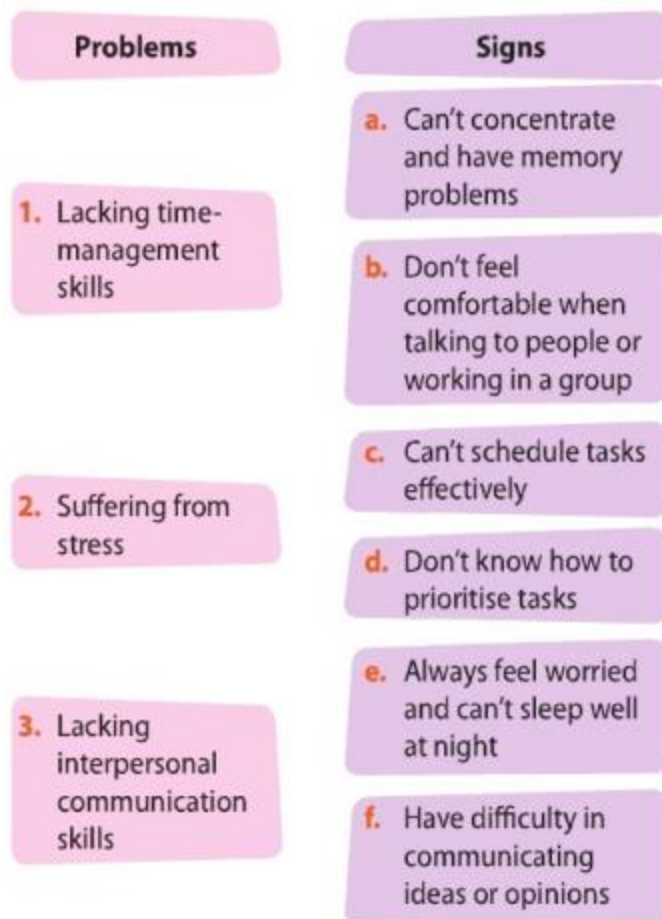 Problems
1. Lacking time-
management
skills
2. Suffering from
stress
3. Lacking
interpersonal
communication
skills
Signs
a. Can't concentrate
and have memory
problems
b. Don't feel
comfortable when
talking to people or
working in a group
c. Can't schedule tasks
effectively
d. Don't know how to
prioritise tasks
e. Always feel worried
and can't sleep well
at night
f. Have difficulty in
communicating
ideas or opinions